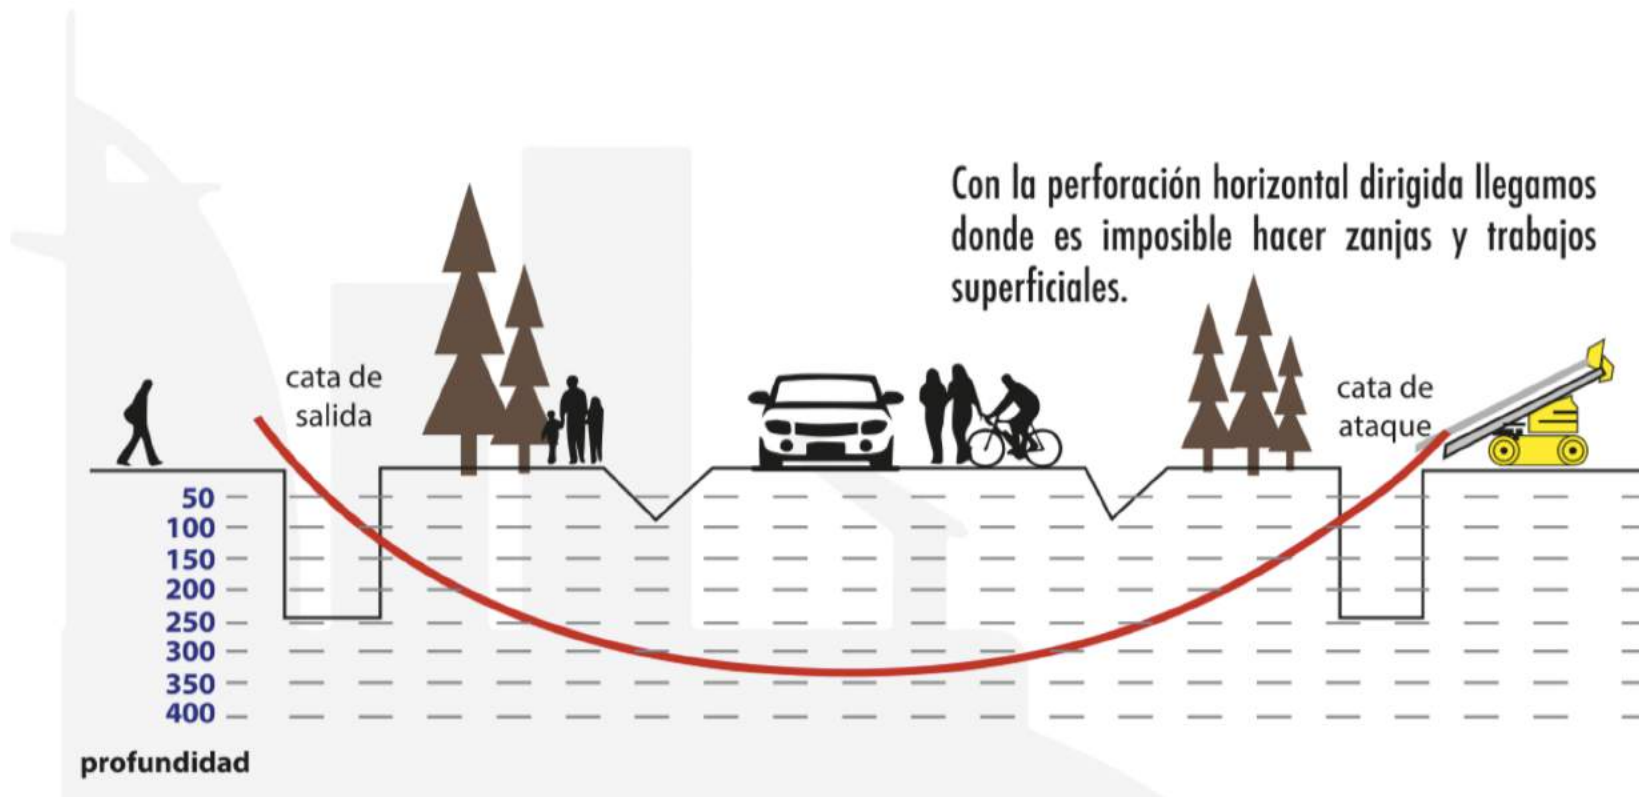 Con la perforación horizontal dirigida llegamos
donde es imposible hacer zanjas y trabajos
superficiales.
cata de
salida
cata de
ataque
50
100
150
200
250
300
350
400
profundidad